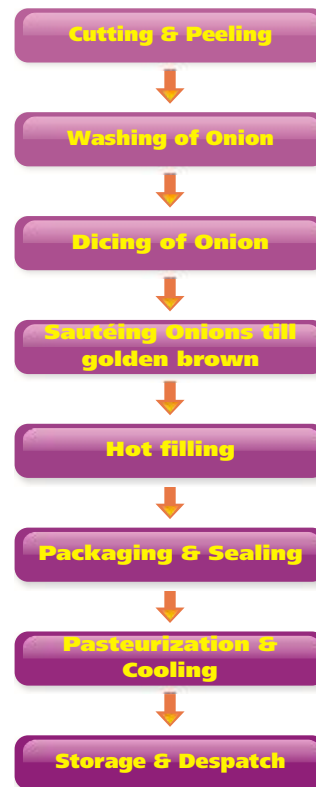 Cutting & Peeling
Washing of Onion
Dicing of Onion
Sautéing Onions till
golden brown
Hot filling
Packaging & Sealing
Pasteurization &
Cooling
Storage & Despatch